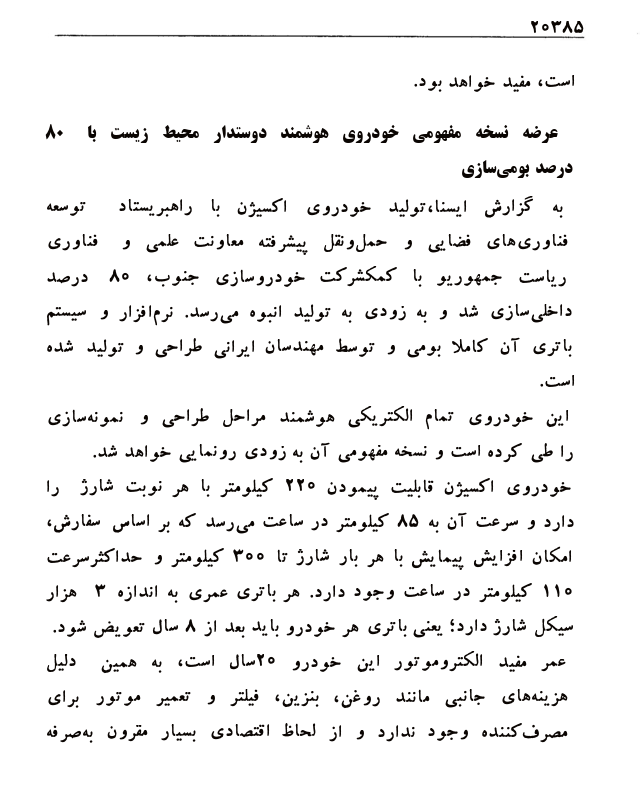 ۲۰۳۸۵
است، مفید خواهد بود.
عرضه نسخه مفهومی خودروی هوشمند دوستدار محیط زیست با ۸۰
درصد بومی‌سازی
به گزارش ایسنا،تولید خودروی اکسیژن با راهبریستاد توسعه
فناوری‌های فضایی و حمل‌ونقل پیشرفته معاونت علمی و فناوری
ریاست جمهوریو با کمکشرکت خودروسازی جنوب، ۸۰ درصد
داخلی‌سازی شد و به زودی به تولید انبوه می‌رسد. نرم‌افزار و سیستم
باتری آن کاملا بومی و توسط مهندسان ایرانی طراحی و تولید شده
است.
این خودروی تمام الکتریکی هوشمند مراحل طراحی و نمونه‌سازی
را طی کرده است و نسخه مفهومی آن به زودی رونمایی خواهد شد.
خودروی اکسیژن قابلیت پیمودن ۲۲۰ کیلومتر با هر نوبت شارژ را
دارد و سرعت آن به ۸۵ کیلومتر در ساعت می‌رسد که بر اساس سفارش،
امکان افزایش پیمایش با هر بار شارژ تا ۳۰۰ کیلومتر و حداکثرسرعت
۱۱۰ کیلومتر در ساعت وجود دارد. هر باتری عمری به اندازه ۳ هزار
سیکل شارژ دارد؛ یعنی باتری هر خودرو باید بعد از ۸ سال تعویض شود.
عمر مفید الکتروموتور این خودرو ۲۰سال است، به همین دلیل
هزینه‌های جانبی مانند روغن، بنزین، فیلتر و تعمیر موتور برای
مصرف‌کننده وجود ندارد و از لحاظ اقتصادی بسیار مقرون به‌صرفه